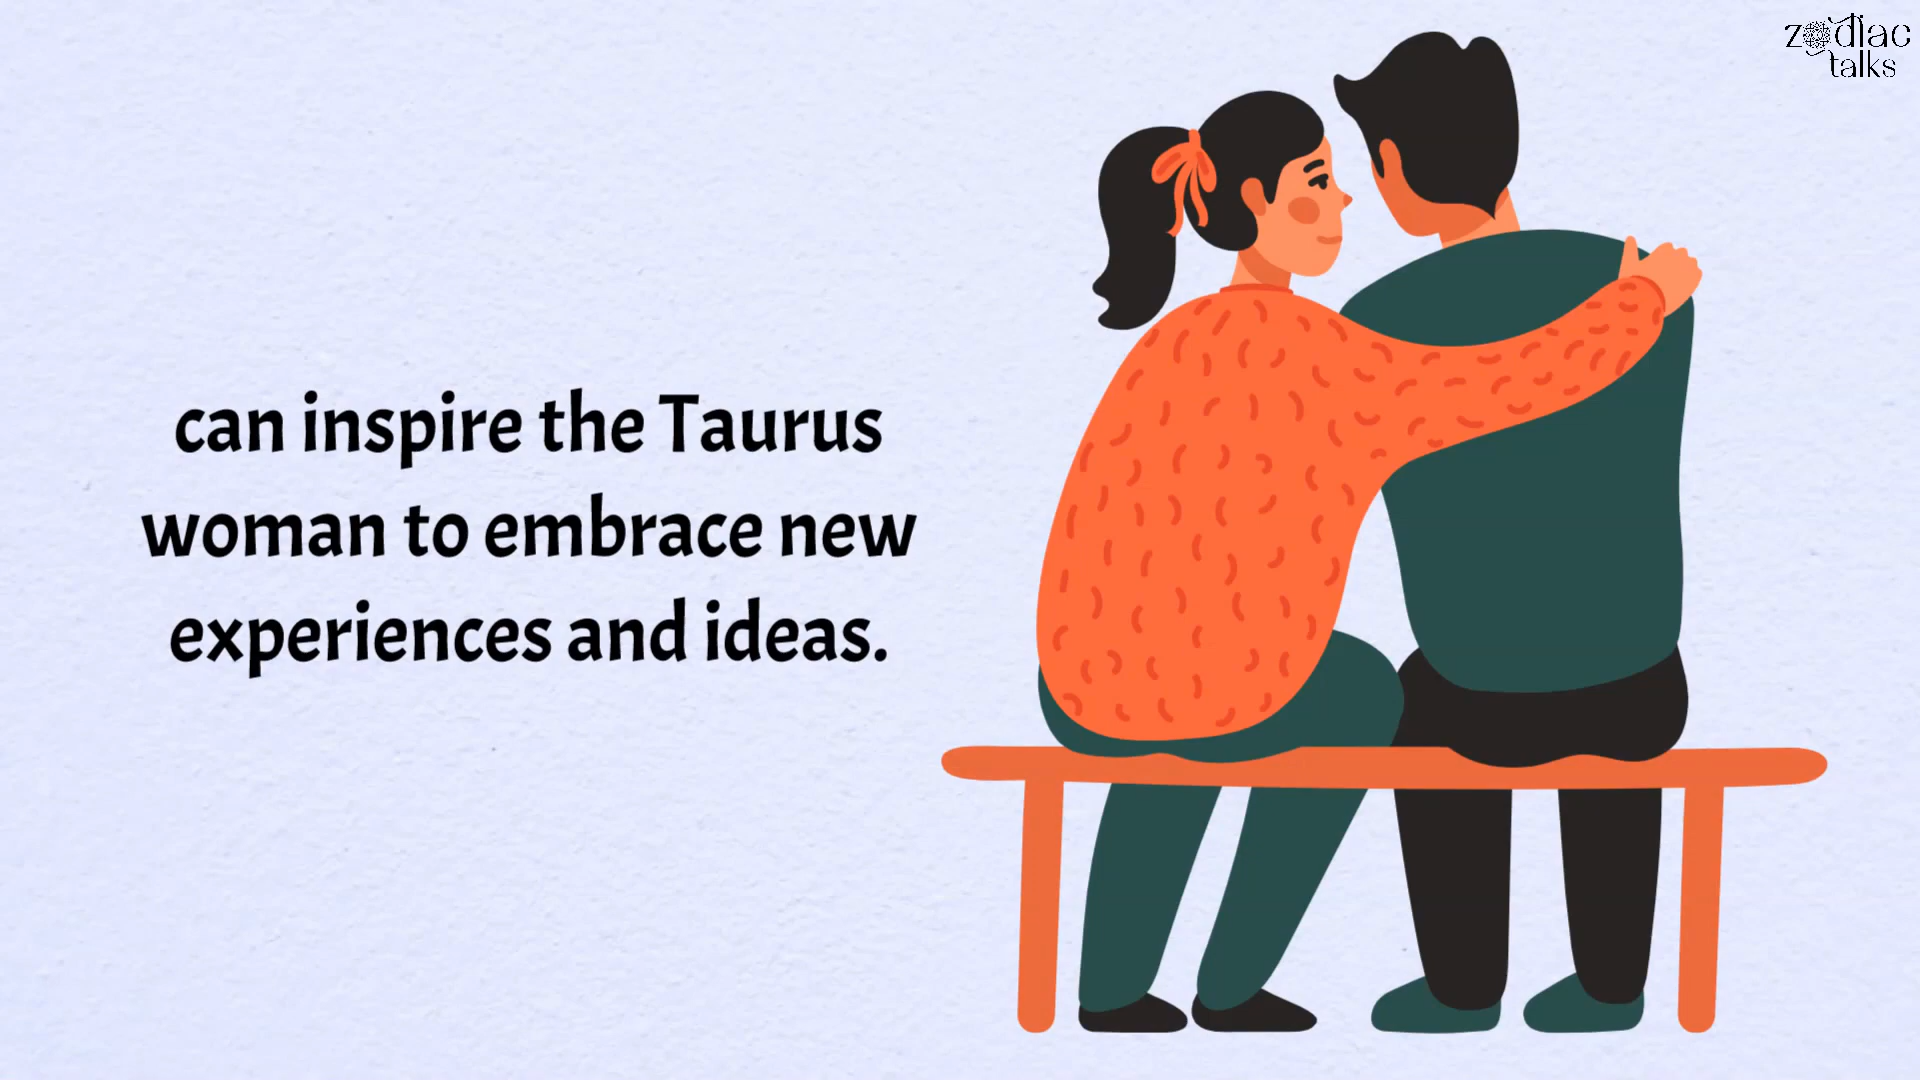 zodiac
talks
can inspire the Taurus
woman to embrace new
experiences and ideas.